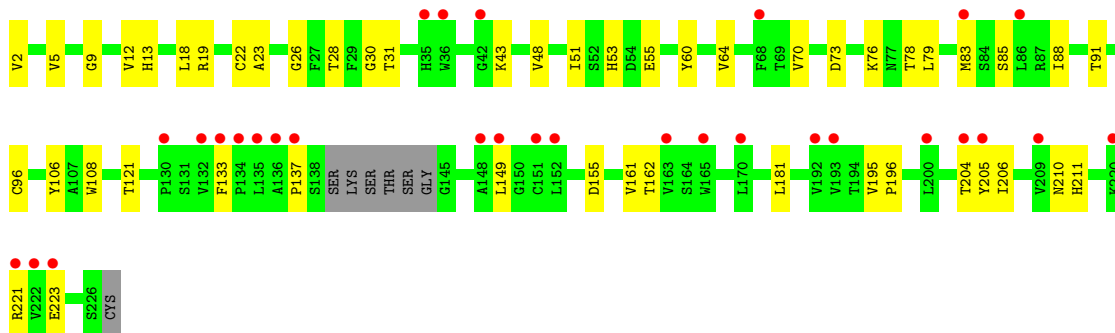 V2 V5 G9 V12 H13 L18 R19 C22 A23 G26 F27 T28 F29 G30 T31 H35 W36 G42 K43 V48 I51 S52 H53 D54 E55 Y60 V64 F68 T69 V70 D73 K76 N77 T78 L79 M83 S84 S85 L86 R87 I88 T91
C96 Y106 A107 W108 T121 P130 S131 V132 F133 P134 L135 A136 P137 S138 SER LYS SER THR SER GLY G145 A148 L149 G150 C151 L152 D155 V161 T162 V163 S164 W165 L170 L181 V192 V193 T194 V195 P196 L200 T204 Y205 I206 V209 N210 H211 K220
R221 V222 E223 S226 CYS